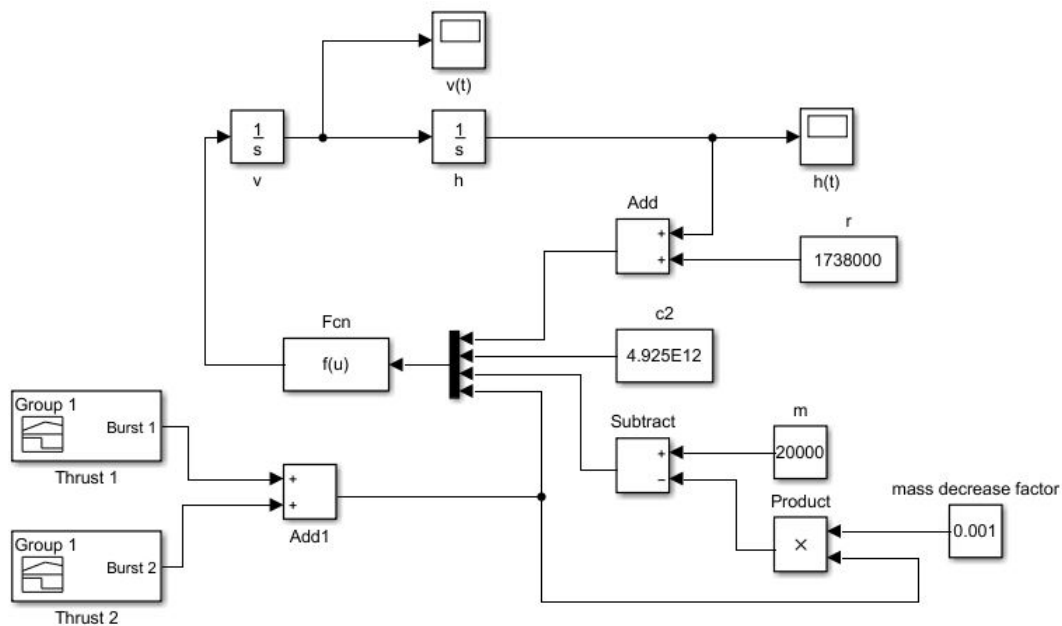 v(t)
1
s
v
1
s
h
h(t)
Add
+
+
r
1738000
Fcn
f(u)
c2
4.925E12
Group 1
Burst 1
Thrust 1
+
+
Add1
Subtract
+
−
m
20000
Product
×
mass decrease factor
0.001
Group 1
Burst 2
Thrust 2